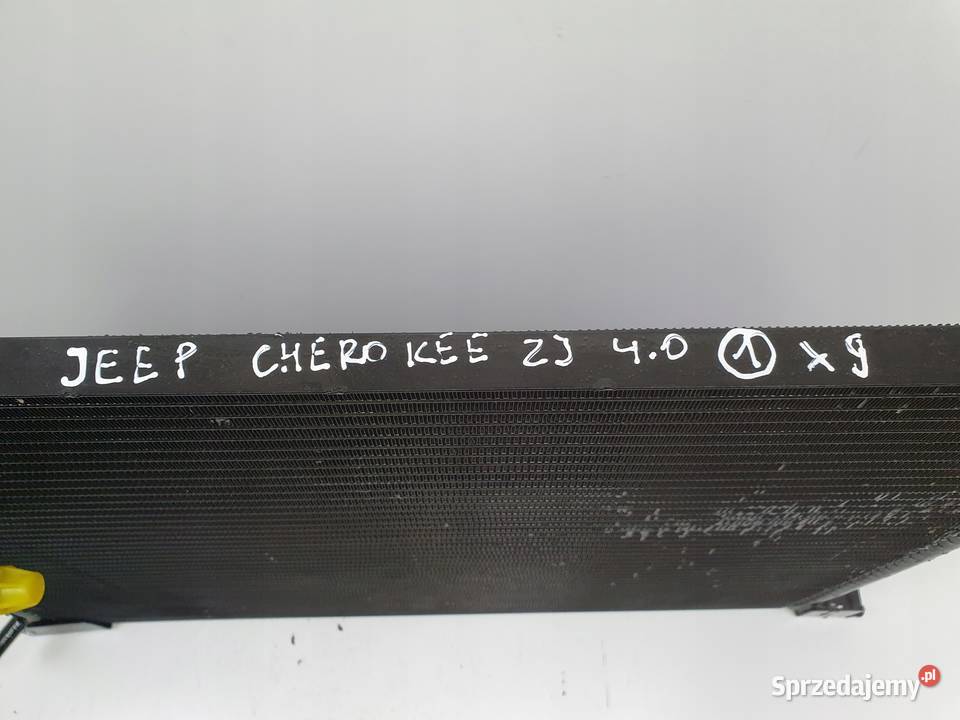 JEEP CHEROKEE ZJ 4.0 ① x9
Sprzedajemy.pl